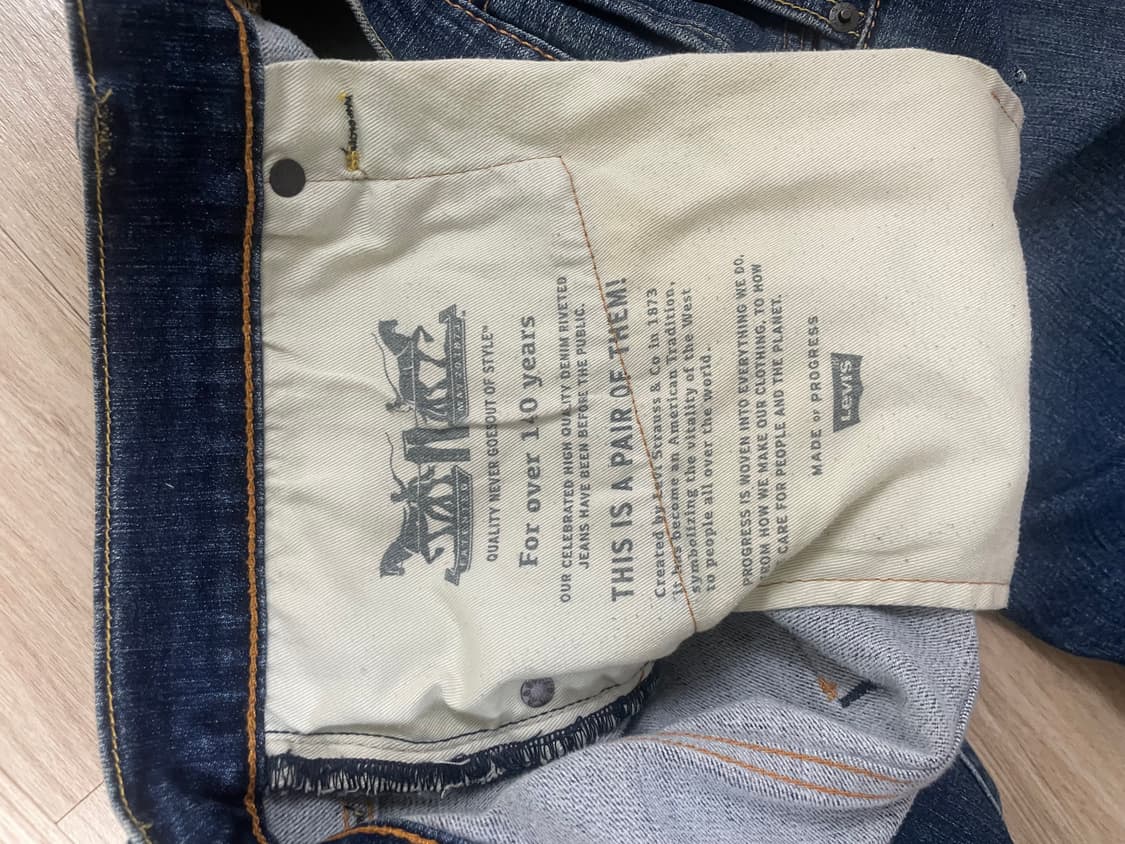 PATENTED
MAY 20 1873
QUALITY NEVER GOES OUT OF STYLE™
For over 140 years
OUR CELEBRATED HIGH QUALITY DENIM RIVETED
JEANS HAVE BEEN BEFORE THE PUBLIC.
THIS IS A PAIR OF THEM!
Created by Levi Strauss & Co In 1873
it has become an American Tradition,
symbolizing the vitality of the West
to people all over the world.
PROGRESS IS WOVEN INTO EVERYTHING WE DO,
FROM HOW WE MAKE OUR CLOTHING, TO HOW
CARE FOR PEOPLE AND THE PLANET.
MADE OF PROGRESS
LEVI'S